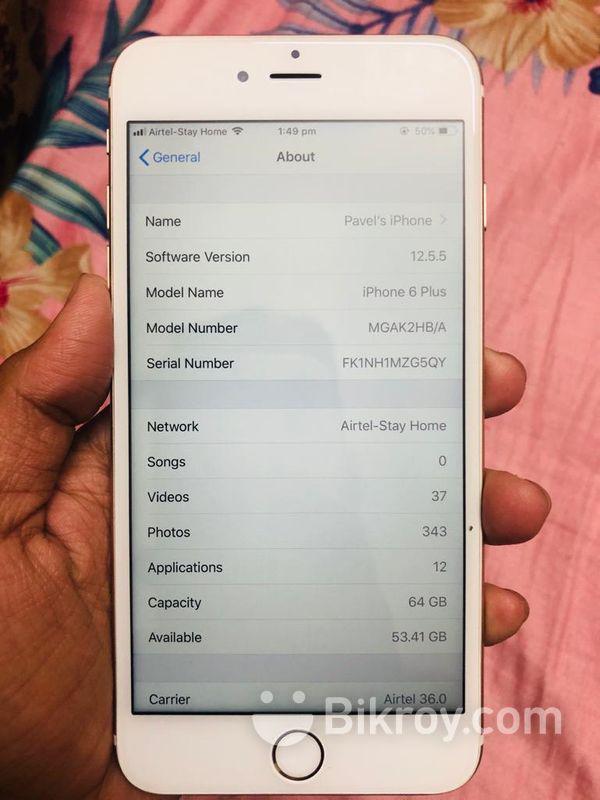 Airtel-Stay Home 1:49 pm 50%
General About
Name Pavel's iPhone
Software Version 12.5.5
Model Name iPhone 6 Plus
Model Number MGAK2HB/A
Serial Number FK1NH1MZG5QY
Network Airtel-Stay Home
Songs 0
Videos 37
Photos 343
Applications 12
Capacity 64 GB
Available 53.41 GB
Carrier Airtel 36.0
Bikroy.com